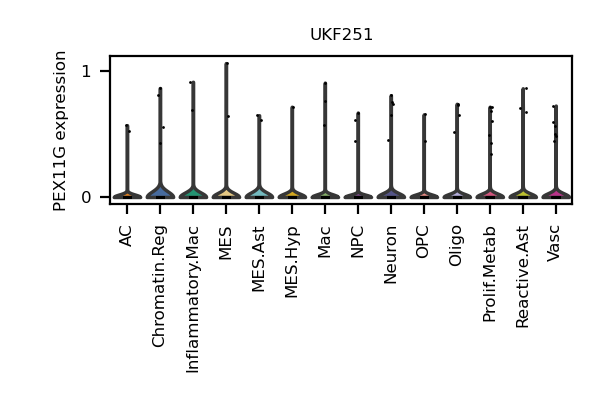 UKF251
PEX11G expression
1
0
AC
Chromatin.Reg
Inflammatory.Mac
MES
MES.Ast
MES.Hyp
Mac
NPC
Neuron
OPC
Oligo
Prolif.Metab
Reactive.Ast
Vasc